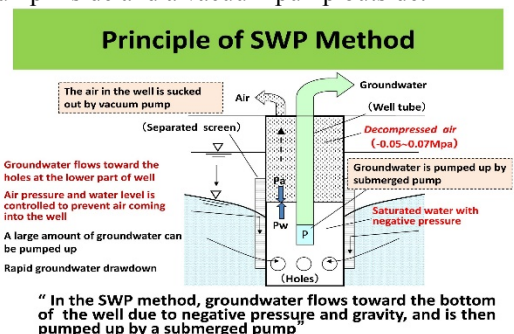 Principle of SWP Method
The air in the well is sucked
out by vacuum pump
Air
Groundwater
(Well tube)
(Separated screen)
Decompressed air
(-0.05~0.07Mpa)
Groundwater is pumped up by
submerged pump
Groundwater flows toward the
holes at the lower part of well
Air pressure and water level is
controlled to prevent air coming
into the well
A large amount of groundwater can
be pumped up
Rapid groundwater drawdown
Pa
Pw
P
Saturated water with
negative pressure
(Holes)
“ In the SWP method, groundwater flows toward the bottom
of the well due to negative pressure and gravity, and is then
pumped up by a submerged pump”